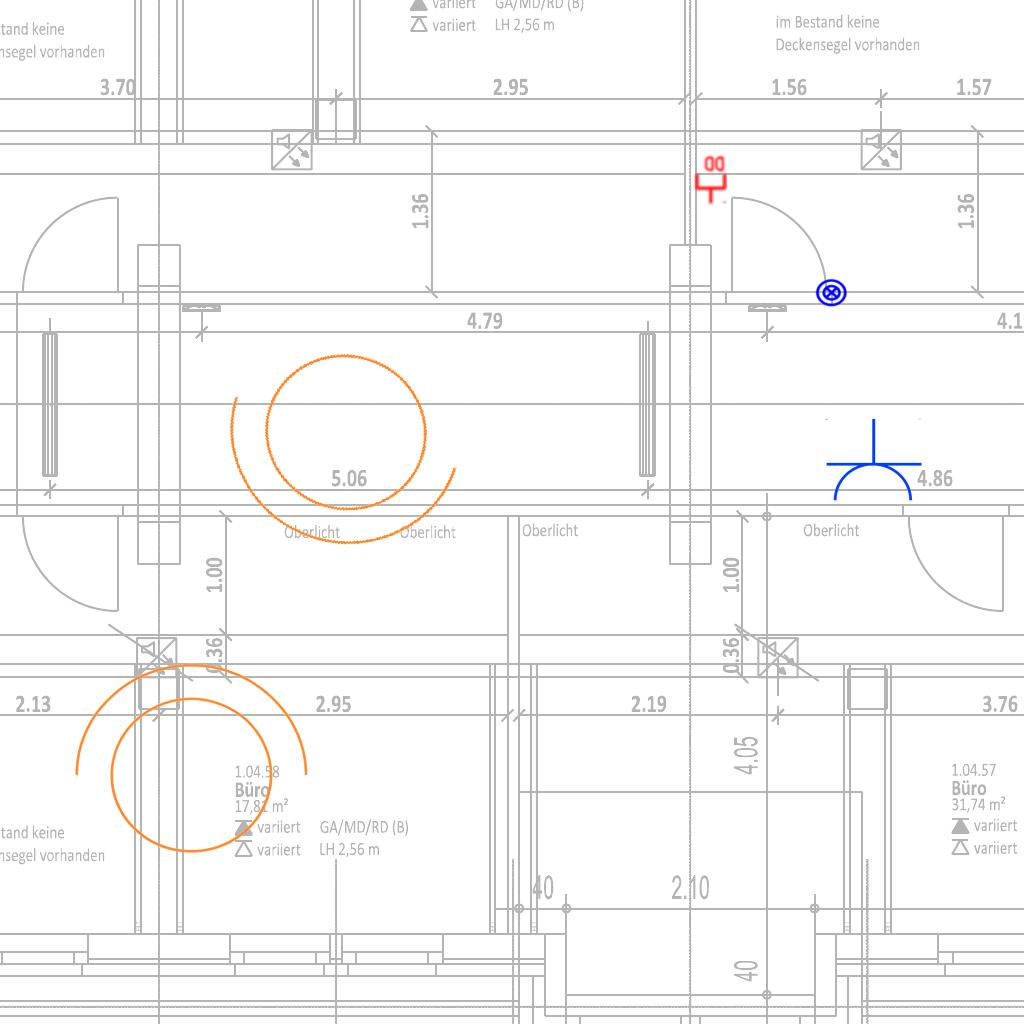 variiert GA/MD/RD (B)
variiert LH 2,56 m
tand keine
nsegel vorhanden
im Bestand keine
Deckensegel vorhanden
3.70
2.95
1.56
1.57
1.36
1.36
4.79
4.1
5.06
4.86
Oberlicht
Oberlicht
Oberlicht
Oberlicht
1.00
1.00
0.36
0.36
2.13
2.95
2.19
3.76
4.05
1.04.58
Büro
17,82 m²
variiert GA/MD/RD (B)
variiert LH 2,56 m
1.04.57
Büro
31,74 m²
variiert
variiert
tand keine
nsegel vorhanden
40
2.10
40